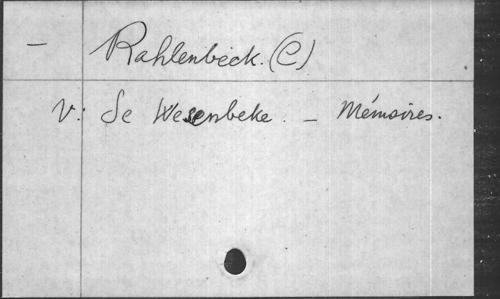 — Rahlenbeck. (C)
V: de Wesenbeke. — Mémoires.